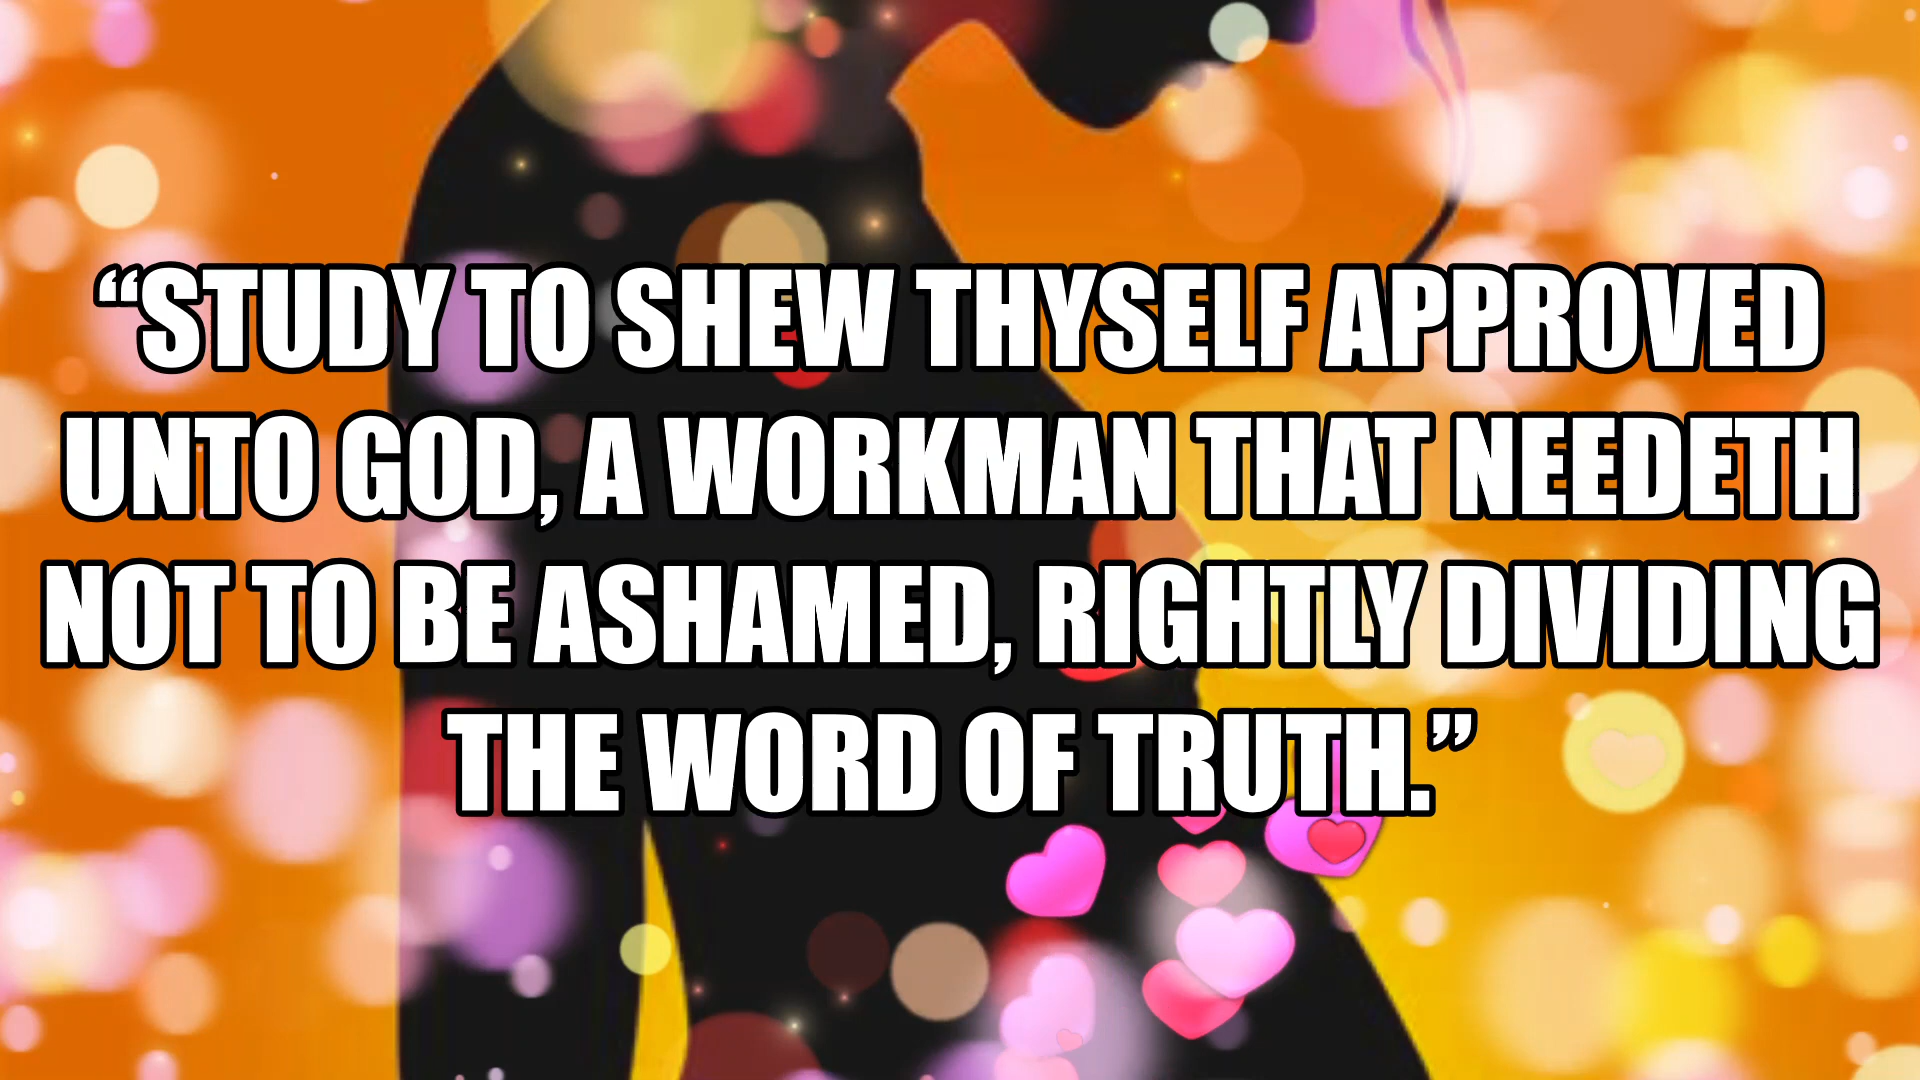 “STUDY TO SHEW THYSELF APPROVED
UNTO GOD, A WORKMAN THAT NEEDETH
NOT TO BE ASHAMED, RIGHTLY DIVIDING
THE WORD OF TRUTH.”